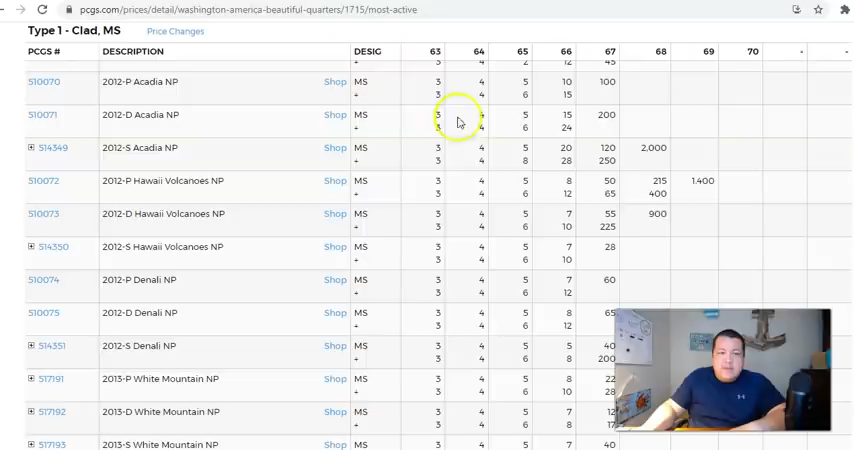 pcgs.com/prices/detail/washington-america-beautiful-quarters/1715/most-active
Type 1 - Clad, MS Price Changes
PCGS # DESCRIPTION DESIG 63 64 65 66 67 68 69 70 - -
+ 3 4 2 12 45
510070 2012-P Acadia NP Shop MS 3 4 5 10 100
+ 3 4 6 15
510071 2012-D Acadia NP Shop MS 3 4 5 15 200
+ 3 4 6 24
514349 2012-S Acadia NP Shop MS 3 4 5 20 120 2,000
+ 3 4 8 28 250
510072 2012-P Hawaii Volcanoes NP Shop MS 3 4 5 8 50 215 1,400
+ 3 4 6 12 65 400
510073 2012-D Hawaii Volcanoes NP Shop MS 3 4 5 7 55 900
+ 3 4 6 10 225
514350 2012-S Hawaii Volcanoes NP Shop MS 3 4 5 7 28
+ 3 4 6 10
510074 2012-P Denali NP Shop MS 3 4 5 7 60
+ 3 4 6 12
510075 2012-D Denali NP Shop MS 3 4 5 8 65
+ 3 4 6 12
514351 2012-S Denali NP Shop MS 3 4 5 5 40
+ 3 4 6 8 200
517191 2013-P White Mountain NP Shop MS 3 4 5 8 22
+ 3 4 6 10 28
517192 2013-D White Mountain NP Shop MS 3 4 5 7 12
+ 3 4 6 8 17
517193 2013-S White Mountain NP Shop MS 3 4 5 7 40